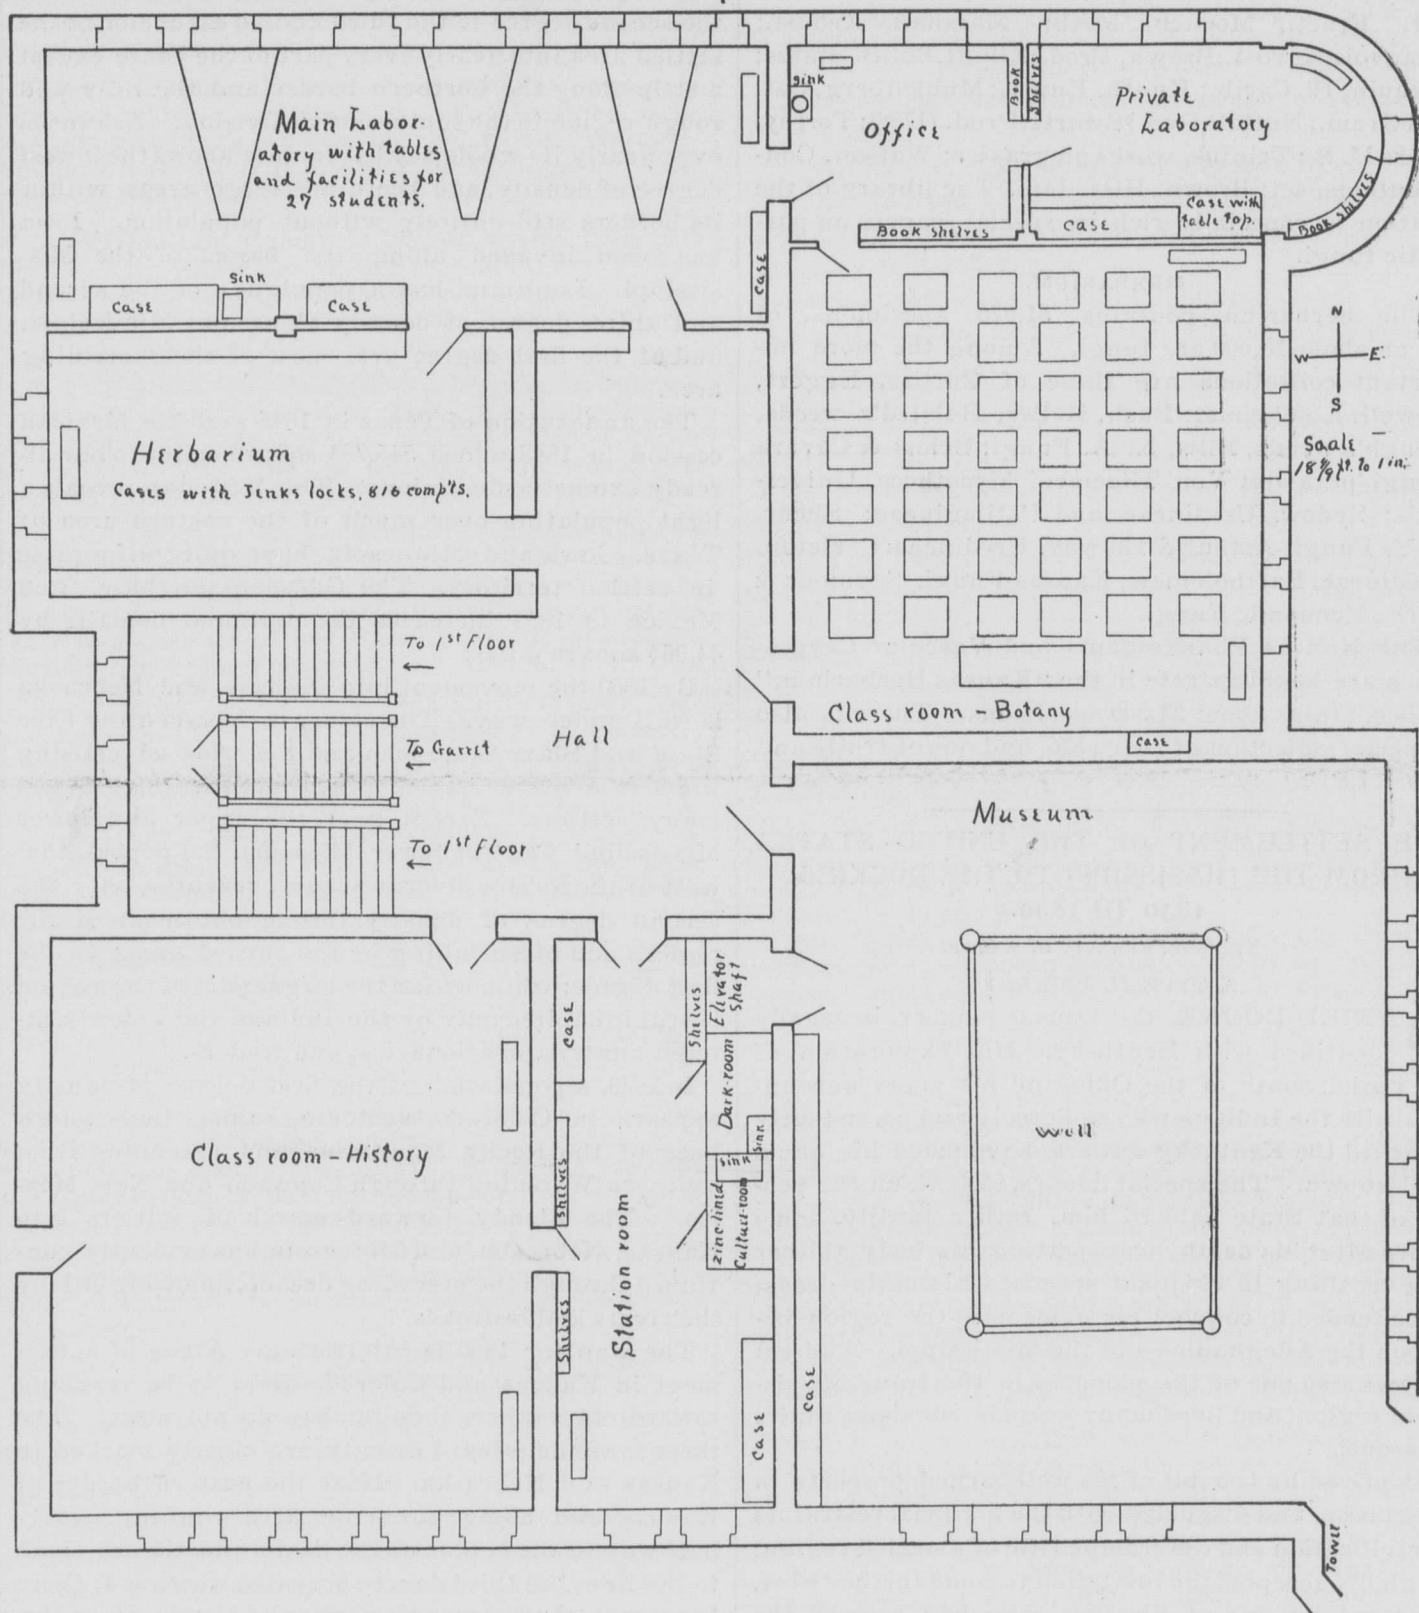 Main Labor-
atory with tables
and facilities for
27 students.
Sink
Case
Case
Case
Sink
Office
Book
Shelves
Private
Laboratory
Book Shelves
Case with
table top.
Case
Book Shelves
N
W
E.
S
Scale –
18 7/9 ft. to 1 in.
Herbarium
Cases with Jenks locks, 816 comp'ts.
To 1st Floor
To Garret
To 1st Floor
Hall
Class room – Botany
Case
Museum
Well
Class room – History
Case
Shelves
Shelves
Station room
Shelves
Elevator
Shaft
Dark-room
Sink
Sink
Zinc-lined
Culture-room
Case
Case
Tower